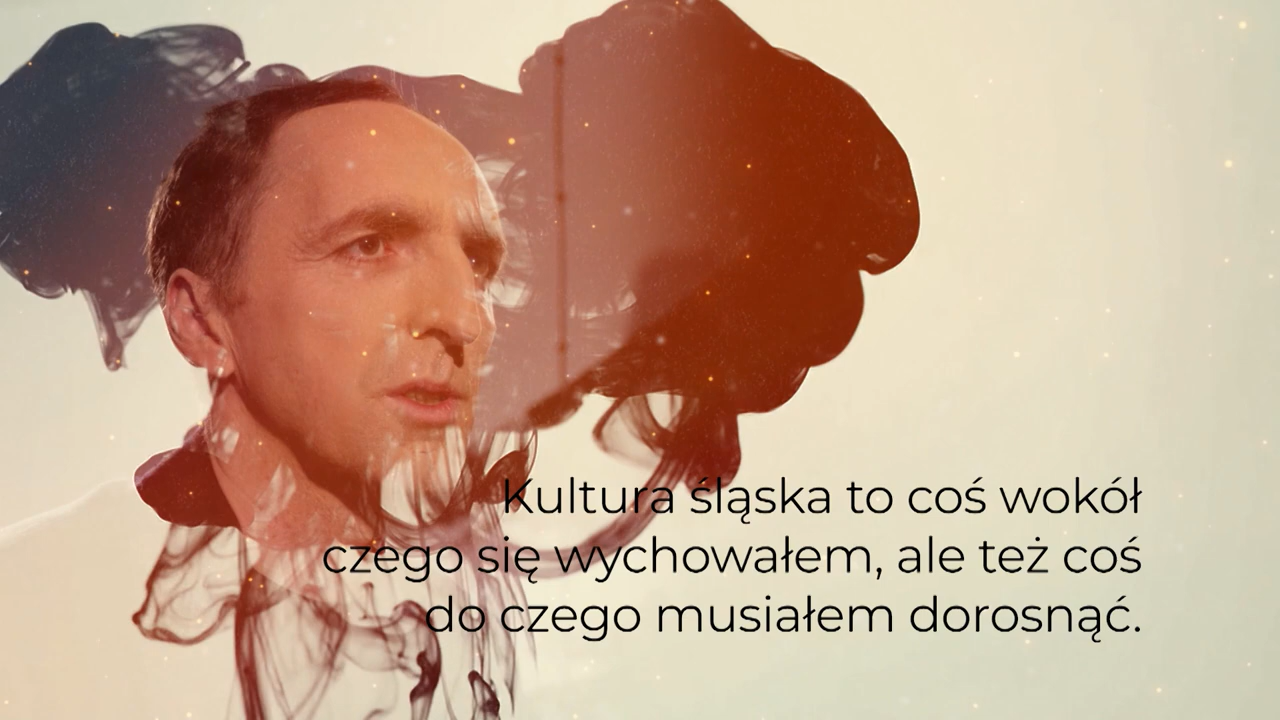 Kultura śląska to coś wokół
czego się wychowałem, ale też coś
do czego musiałem dorosnąć.